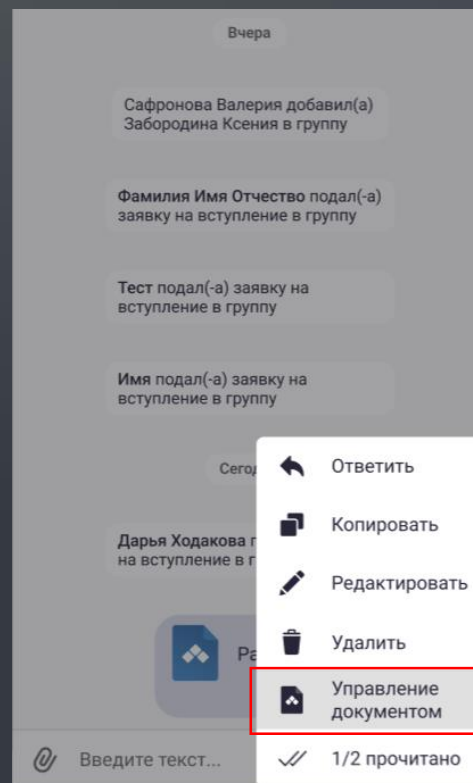 Вчера
Сафронова Валерия добавил(а)
Забородина Ксения в группу
Фамилия Имя Отчество подал(-а)
заявку на вступление в группу
Тест подал(-а) заявку на
вступление в группу
Имя подал(-а) заявку на
вступление в группу
Дарья Ходакова
на вступление в
Ответить
Копировать
Редактировать
Удалить
Управление
документом
1/2 прочитано
Введите текст...